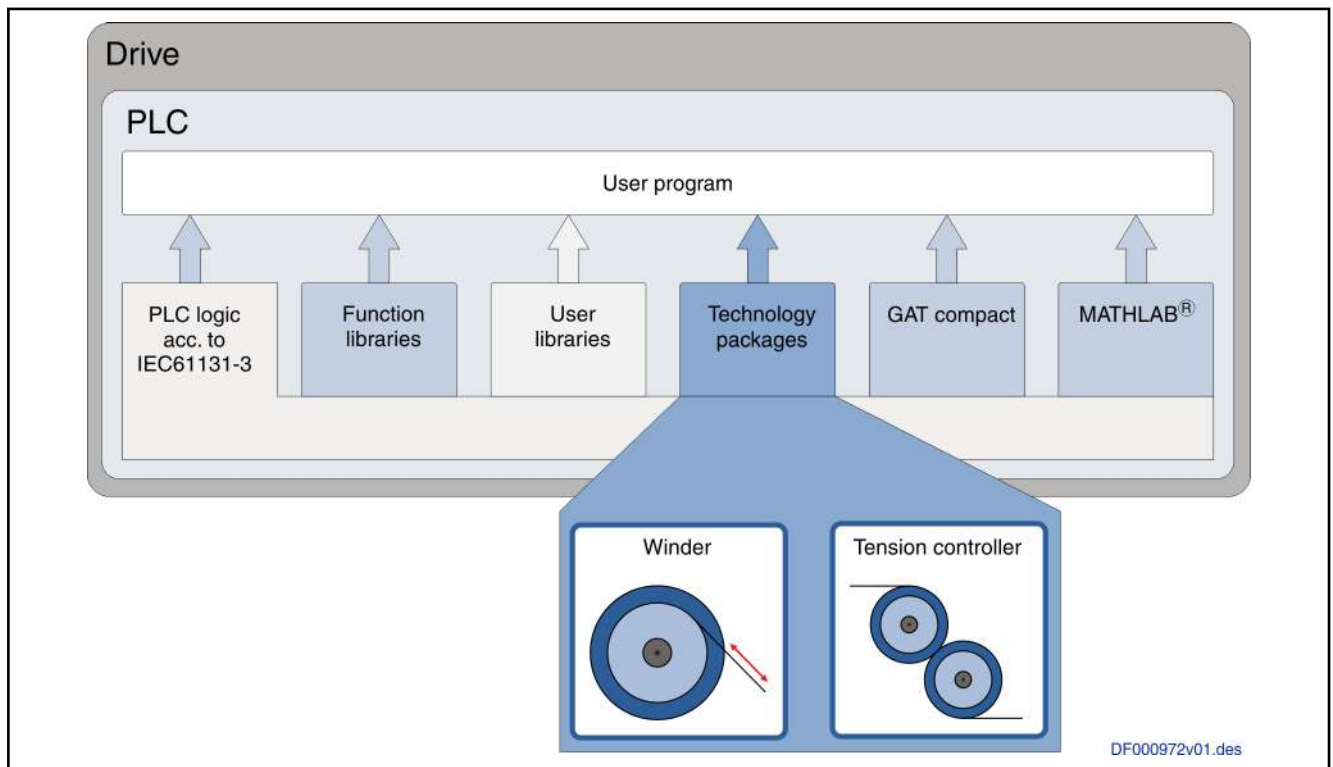 Drive
PLC
User program
PLC logic
acc. to
IEC61131-3
Function
libraries
User
libraries
Technology
packages
GAT compact
MATHLAB®
Winder
Tension controller
DF000972v01.des